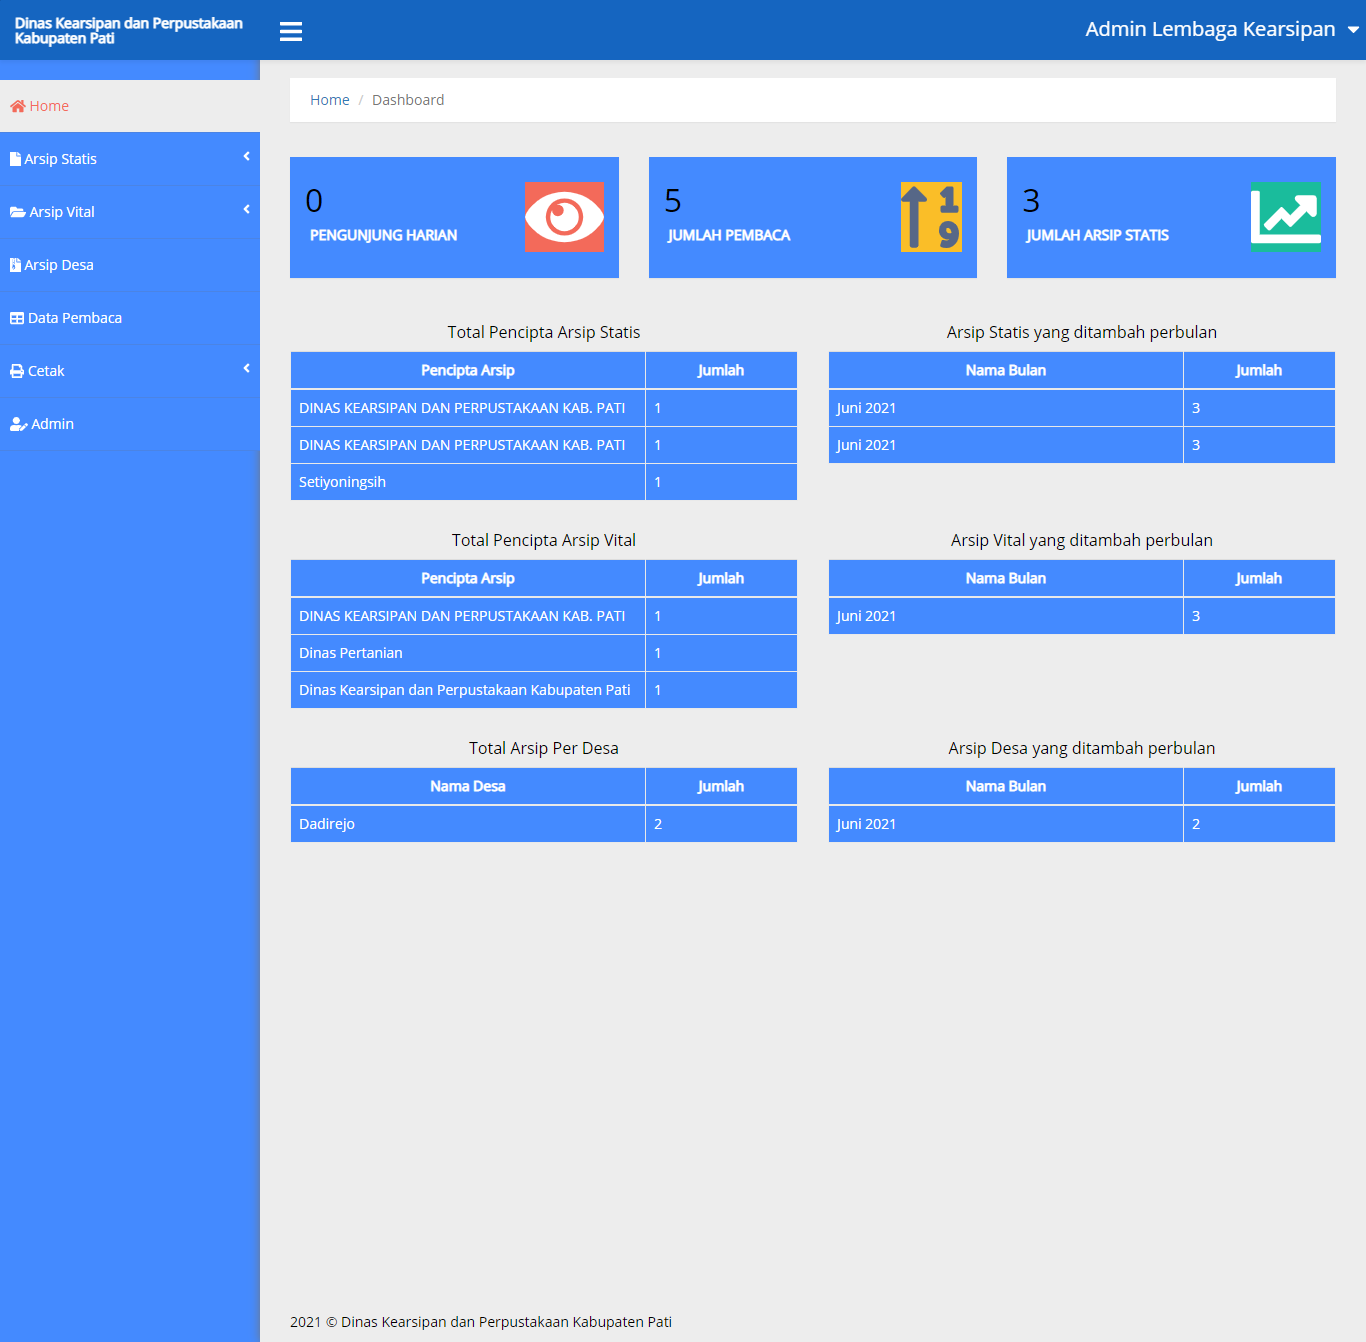 Dinas Kearsipan dan Perpustakaan
Kabupaten Pati
Admin Lembaga Kearsipan
Home
Arsip Statis
Arsip Vital
Arsip Desa
Data Pembaca
Cetak
Admin
Home / Dashboard
0
PENGUNJUNG HARIAN
5
JUMLAH PEMBACA
1
9
3
JUMLAH ARSIP STATIS
Total Pencipta Arsip Statis
Pencipta Arsip Jumlah
DINAS KEARSIPAN DAN PERPUSTAKAAN KAB. PATI 1
DINAS KEARSIPAN DAN PERPUSTAKAAN KAB. PATI 1
Setiyoningsih 1
Arsip Statis yang ditambah perbulan
Nama Bulan Jumlah
Juni 2021 3
Juni 2021 3
Total Pencipta Arsip Vital
Pencipta Arsip Jumlah
DINAS KEARSIPAN DAN PERPUSTAKAAN KAB. PATI 1
Dinas Pertanian 1
Dinas Kearsipan dan Perpustakaan Kabupaten Pati 1
Arsip Vital yang ditambah perbulan
Nama Bulan Jumlah
Juni 2021 3
Total Arsip Per Desa
Nama Desa Jumlah
Dadirejo 2
Arsip Desa yang ditambah perbulan
Nama Bulan Jumlah
Juni 2021 2
2021 © Dinas Kearsipan dan Perpustakaan Kabupaten Pati